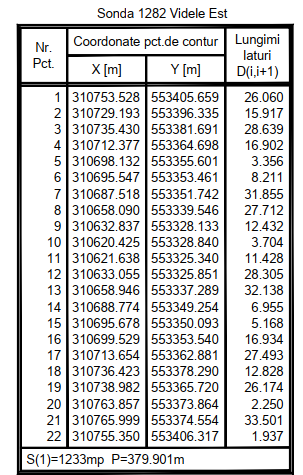 Sonda 1282 Videle Est
Nr. Pct. Coordonate pct.de contur Lungimi laturi D(i,i+1)
X [m] Y [m]
1 310753.528 553405.659 26.060
2 310729.193 553396.335 15.917
3 310735.430 553381.691 28.639
4 310712.377 553364.698 16.902
5 310698.132 553355.601 3.356
6 310695.547 553353.461 8.211
7 310687.518 553351.742 31.855
8 310658.090 553339.546 27.712
9 310632.837 553328.133 12.432
10 310620.425 553328.840 3.704
11 310621.638 553325.340 11.428
12 310633.055 553325.851 28.305
13 310658.946 553337.289 32.138
14 310688.774 553349.254 6.955
15 310695.678 553350.093 5.168
16 310699.529 553353.540 16.934
17 310713.654 553362.881 27.493
18 310736.423 553378.290 12.828
19 310738.982 553365.720 26.174
20 310763.857 553373.864 2.250
21 310765.999 553374.554 33.501
22 310755.350 553406.317 1.937
S(1)=1233mp P=379.901m